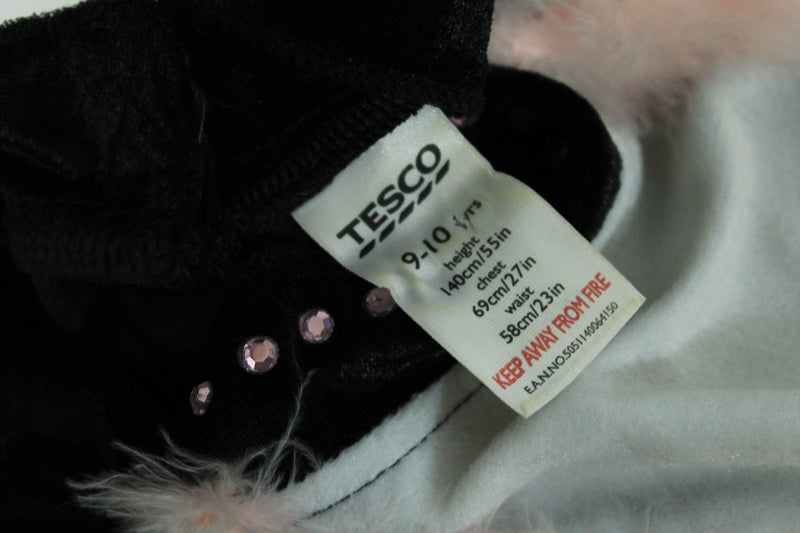 TESCO
9-10 yrs
height
140cm/55in
chest
69cm/27in
waist
58cm/23in
KEEP AWAY FROM FIRE
E.A.N.NO.5051140064150